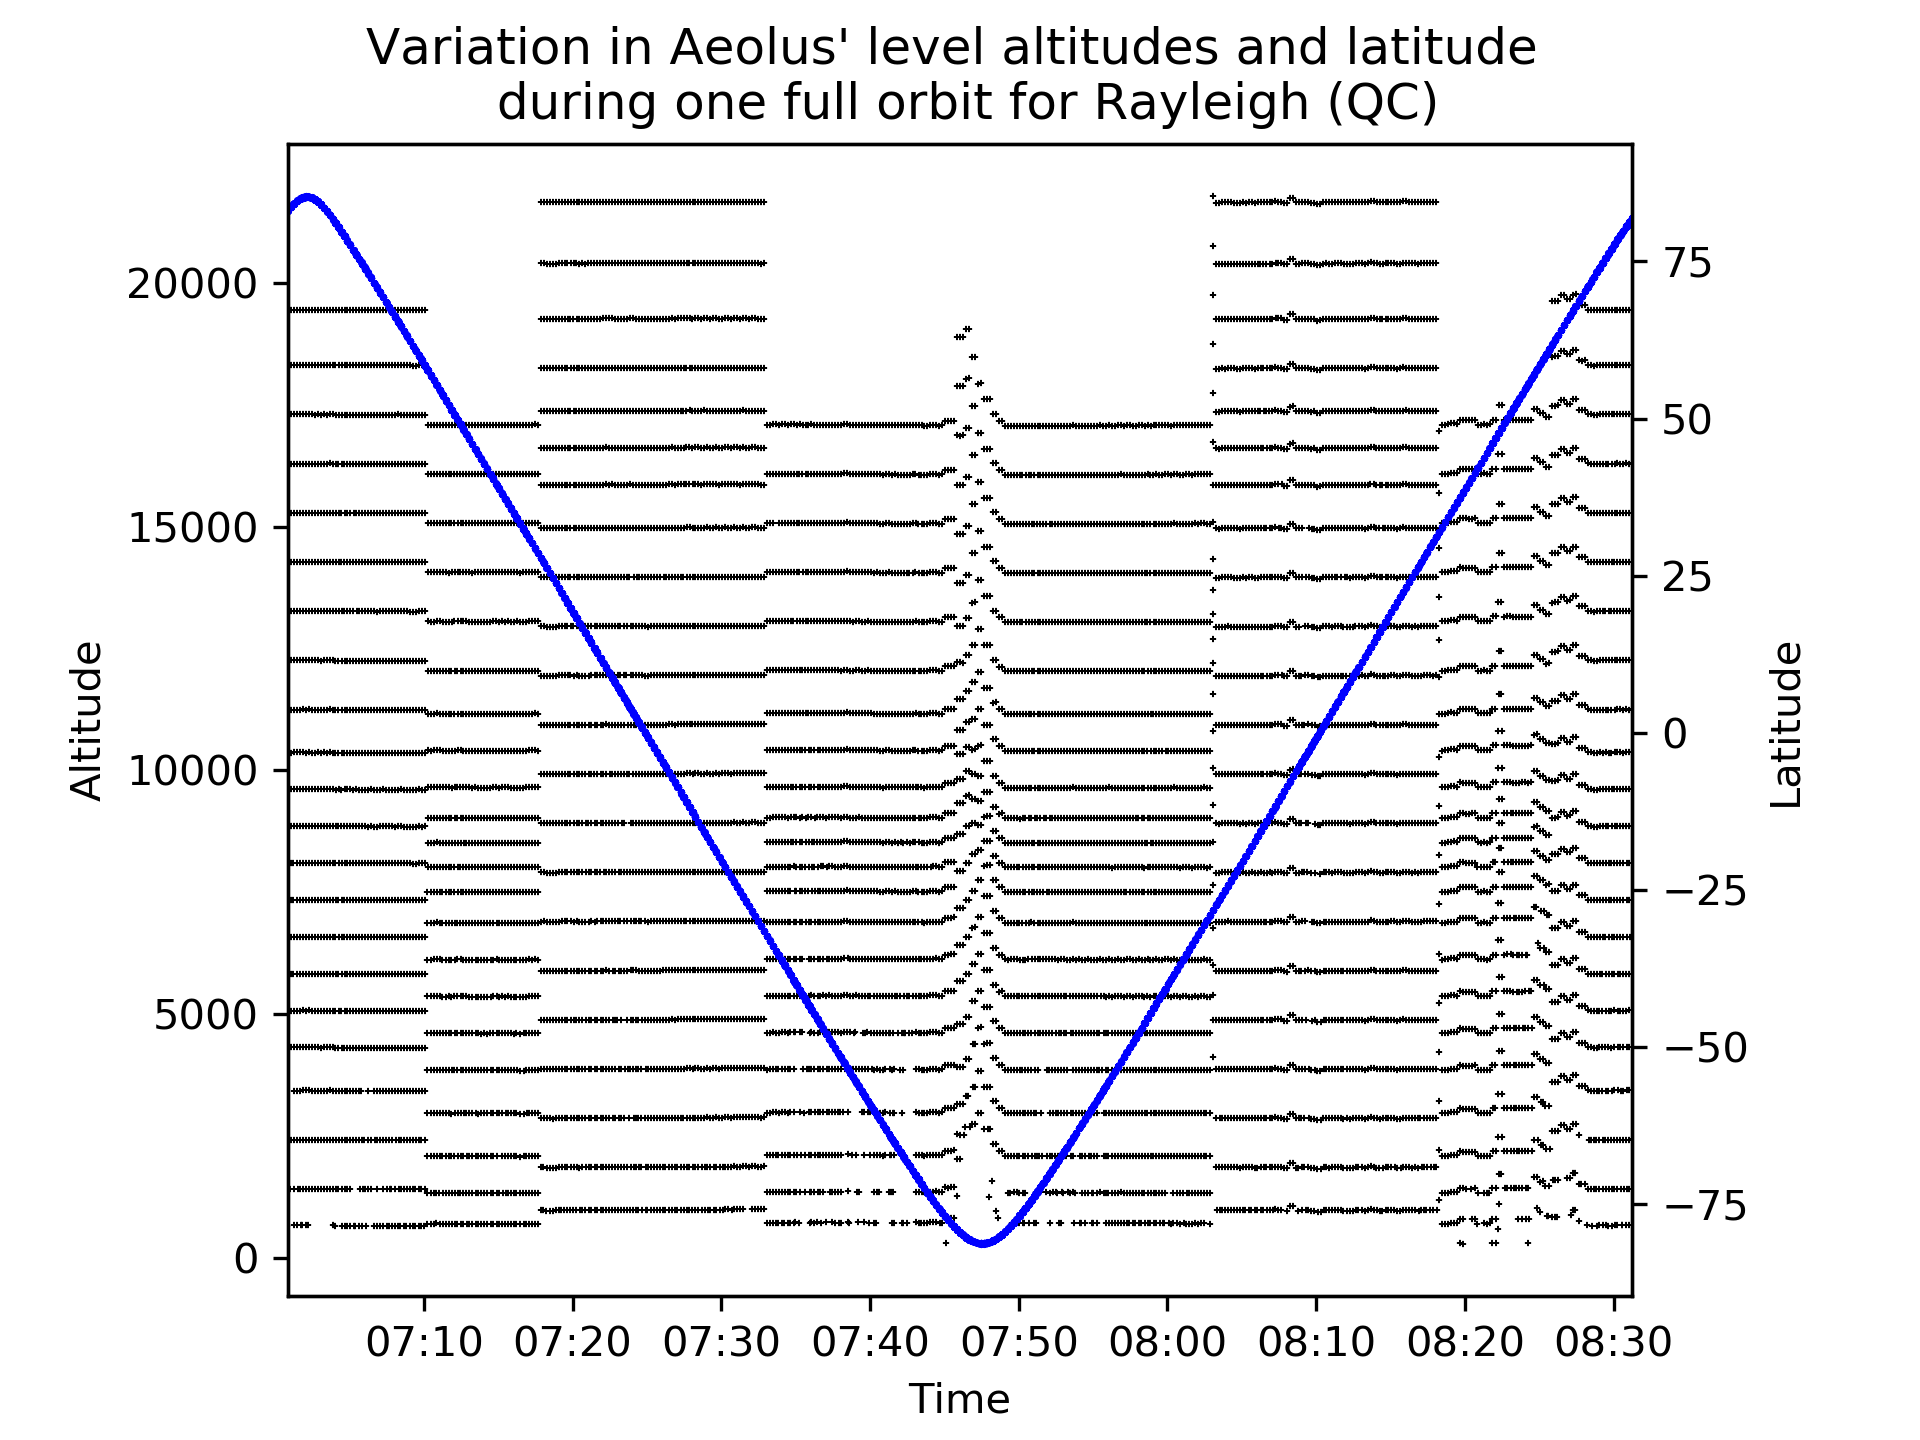 Variation in Aeolus' level altitudes and latitude
during one full orbit for Rayleigh (QC)
Altitude
20000
15000
10000
5000
0
75
50
25
0
−25
−50
−75
Latitude
07:10 07:20 07:30 07:40 07:50 08:00 08:10 08:20 08:30
Time